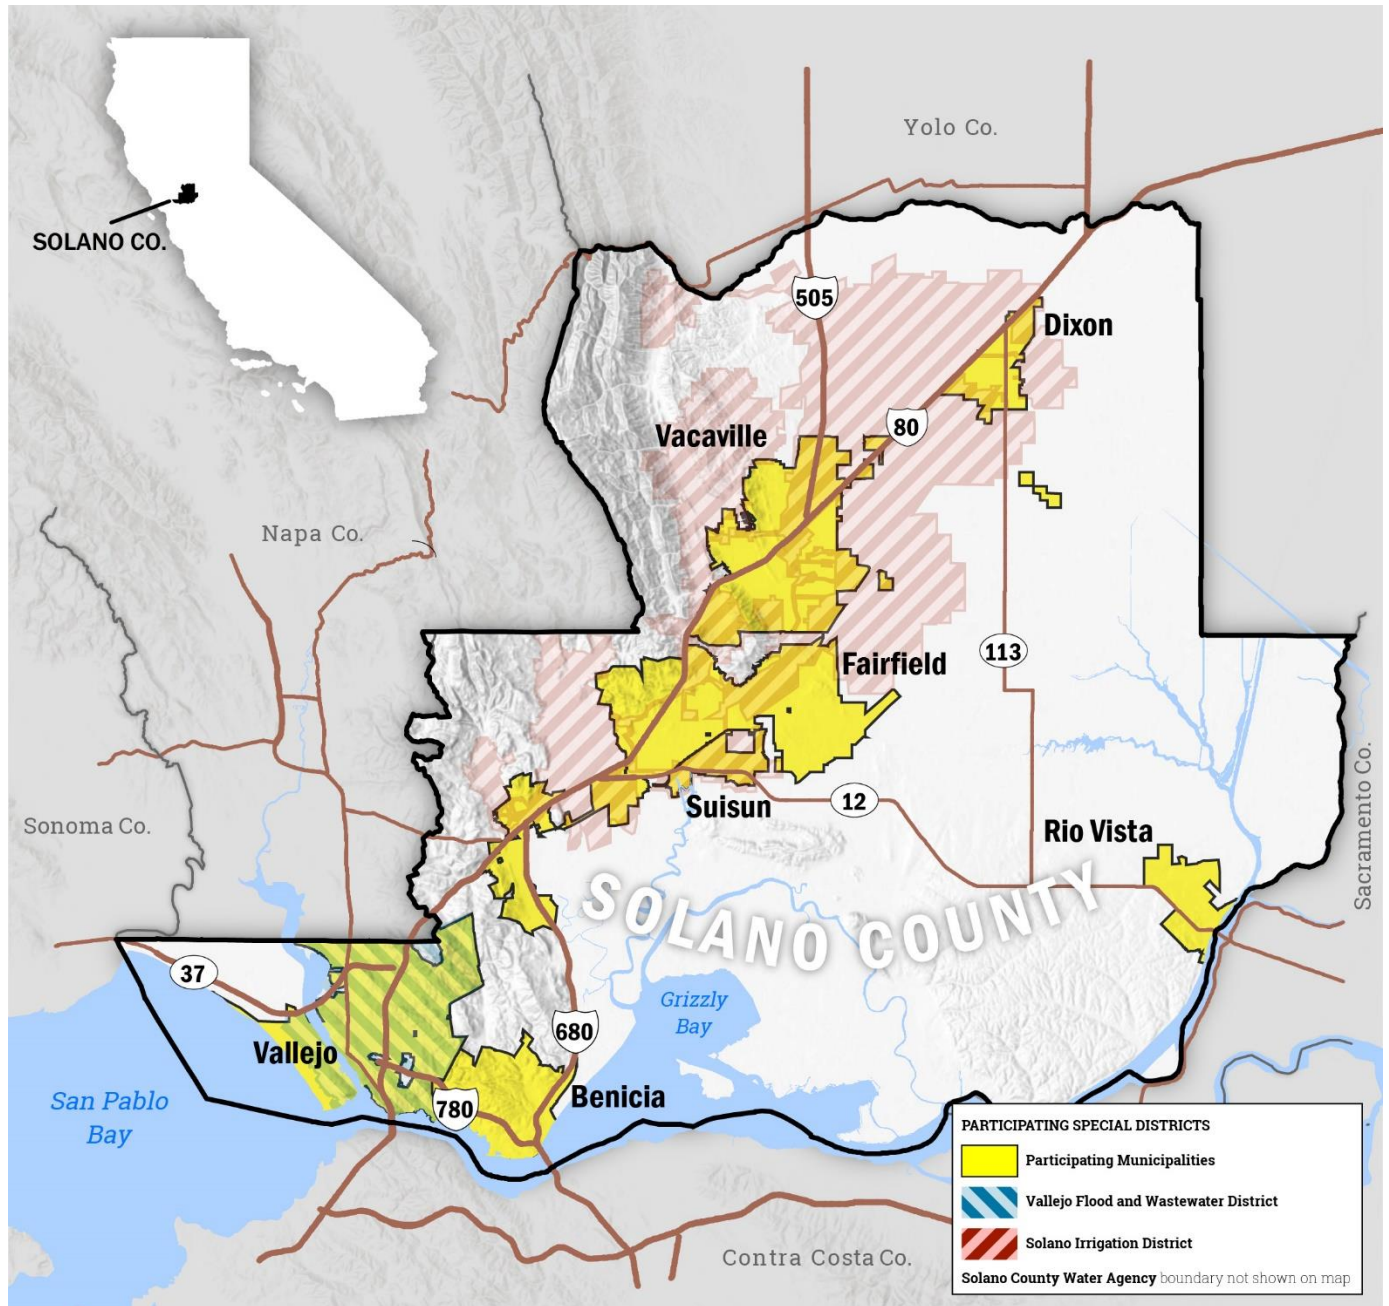 Yolo Co.
SOLANO CO.
505
Dixon
80
Vacaville
Napa Co.
113
Fairfield
Suisun
12
Sonoma Co.
Rio Vista
Sacramento Co.
SOLANO COUNTY
37
Grizzly
Bay
680
Vallejo
Benicia
780
San Pablo
Bay
Contra Costa Co.
PARTICIPATING SPECIAL DISTRICTS
Participating Municipalities
Vallejo Flood and Wastewater District
Solano Irrigation District
Solano County Water Agency boundary not shown on map